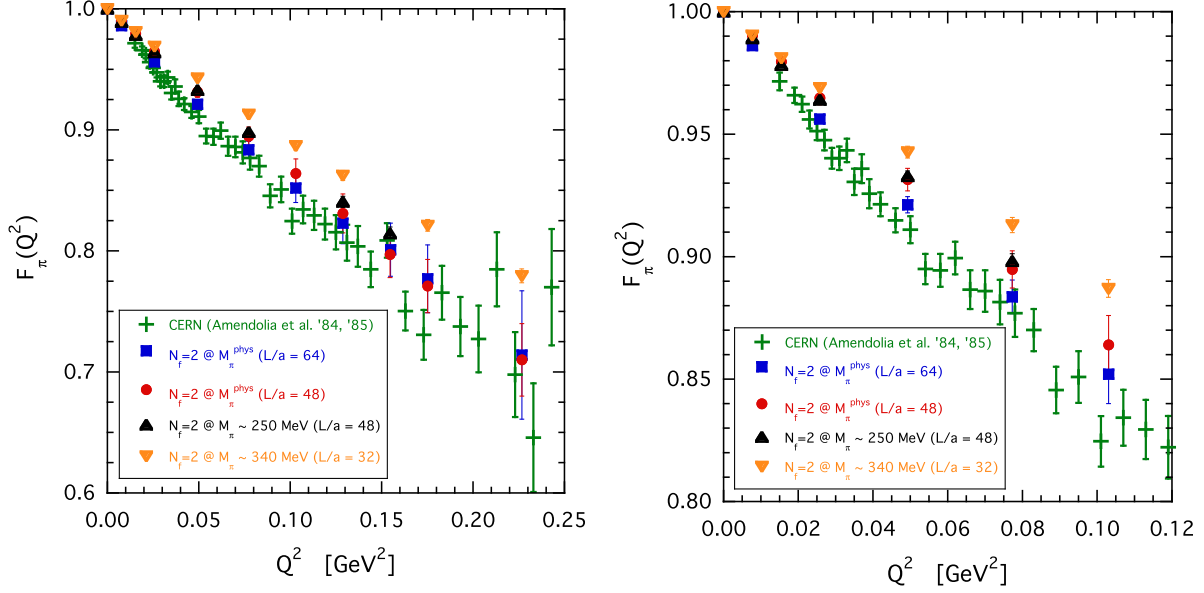 1.0
0.9
0.8
0.7
0.6
F_π(Q²)
0.00 0.05 0.10 0.15 0.20 0.25
Q² [GeV²]
CERN (Amendolia et al. '84, '85)
N_f=2 @ M_π^phys (L/a = 64)
N_f=2 @ M_π^phys (L/a = 48)
N_f=2 @ M_π ~ 250 MeV (L/a = 48)
N_f=2 @ M_π ~ 340 MeV (L/a = 32)
1.00
0.95
0.90
0.85
0.80
F_π(Q²)
0.00 0.02 0.04 0.06 0.08 0.10 0.12
Q² [GeV²]
CERN (Amendolia et al. '84, '85)
N_f=2 @ M_π^phys (L/a = 64)
N_f=2 @ M_π^phys (L/a = 48)
N_f=2 @ M_π ~ 250 MeV (L/a = 48)
N_f=2 @ M_π ~ 340 MeV (L/a = 32)